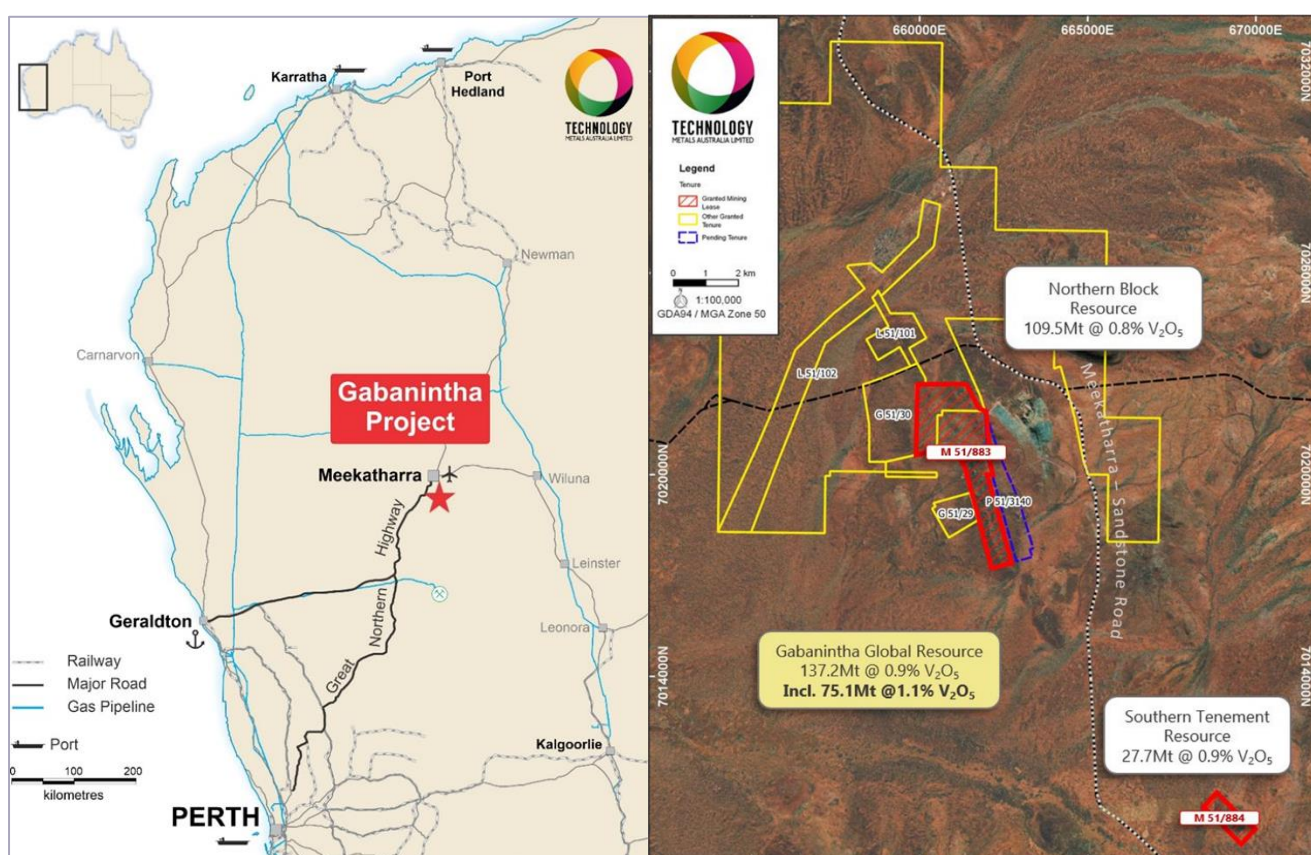 Karratha
Port
Hedland
TECHNOLOGY
METALS AUSTRALIA LIMITED
Newman
Carnarvon
Gabanintha
Project
Meekatharra
Wiluna
Highway
Leinster
Geraldton
Northern
Leonora
Great
Railway
Major Road
Gas Pipeline
Port
0 100 200
kilometres
Kalgoorlie
PERTH
660000E
665000E
670000E
7032000N
7026000N
7020000N
7014000N
TECHNOLOGY
METALS AUSTRALIA LIMITED
Legend
Tenure
Granted Mining
Lease
Other Granted
Tenure
Pending Tenure
0 1 2 km
1:100,000
GDA94 / MGA Zone 50
Northern Block
Resource
109.5Mt @ 0.8% V₂O₅
L 51/101
L 51/102
G 51/30
M 51/883
G 51/29
P 51/3140
Meekatharra – Sandstone Road
7020000N
7014000N
Gabanintha Global Resource
137.2Mt @ 0.9% V₂O₅
Incl. 75.1Mt @1.1% V₂O₅
Southern Tenement
Resource
27.7Mt @ 0.9% V₂O₅
M 51/884